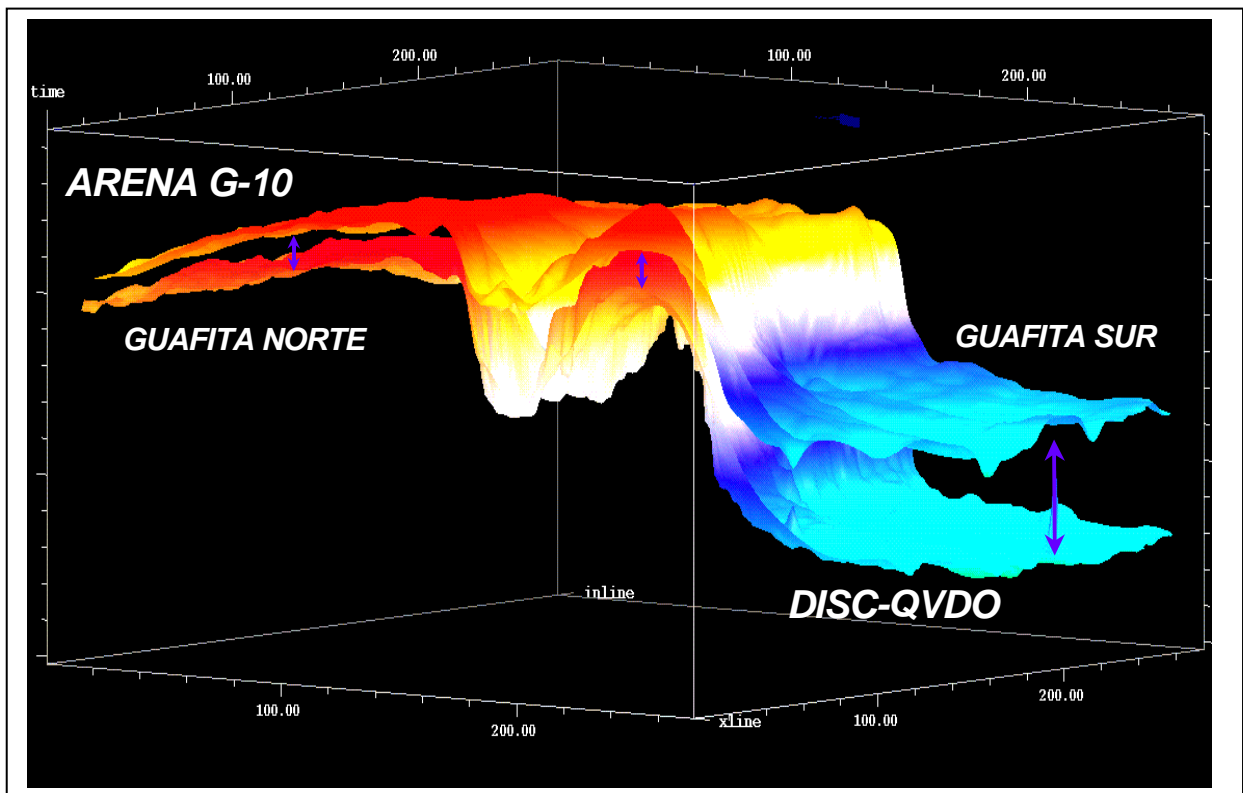 200.00
100.00
100.00
200.00
time
ARENA G-10
GUAFITA NORTE
GUAFITA SUR
inline
DISC-QVDO
100.00
200.00
xline
100.00
200.00